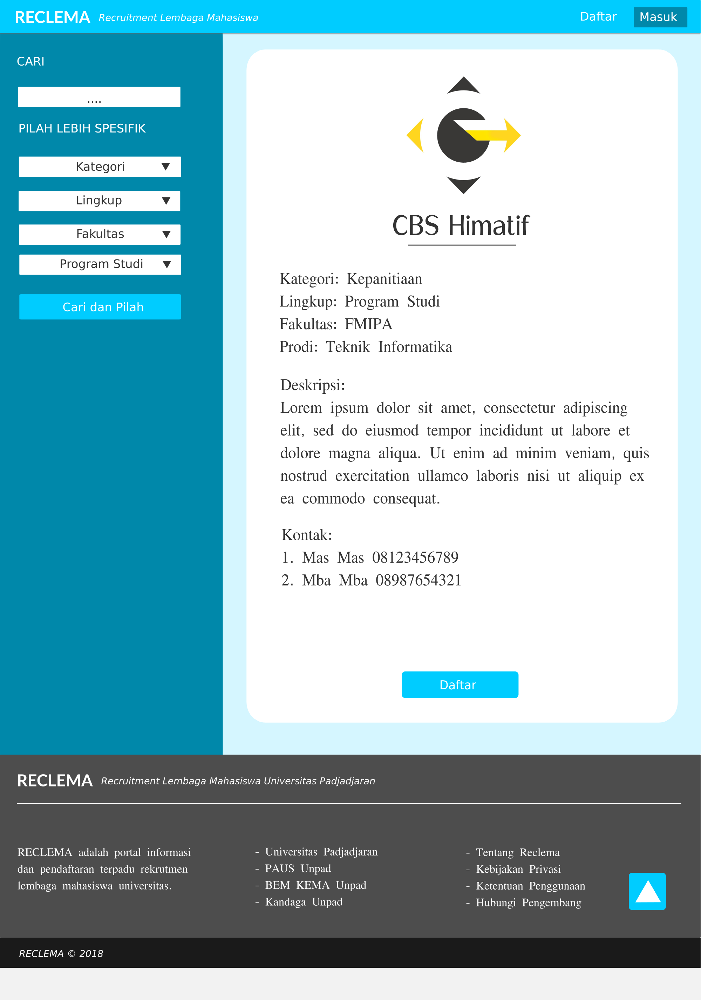 RECLEMA Recruitment Lembaga Mahasiswa
Daftar
Masuk
CARI
....
PILAH LEBIH SPESIFIK
Kategori
Lingkup
Fakultas
Program Studi
Cari dan Pilah
CBS Himatif
Kategori: Kepanitiaan
Lingkup: Program Studi
Fakultas: FMIPA
Prodi: Teknik Informatika
Deskripsi:
Lorem ipsum dolor sit amet, consectetur adipiscing
elit, sed do eiusmod tempor incididunt ut labore et
dolore magna aliqua. Ut enim ad minim veniam, quis
nostrud exercitation ullamco laboris nisi ut aliquip ex
ea commodo consequat.
Kontak:
1. Mas Mas 08123456789
2. Mba Mba 08987654321
Daftar
RECLEMA Recruitment Lembaga Mahasiswa Universitas Padjadjaran
RECLEMA adalah portal informasi
dan pendaftaran terpadu rekrutmen
lembaga mahasiswa universitas.
- Universitas Padjadjaran
- PAUS Unpad
- BEM KEMA Unpad
- Kandaga Unpad
- Tentang Reclema
- Kebijakan Privasi
- Ketentuan Penggunaan
- Hubungi Pengembang
RECLEMA © 2018